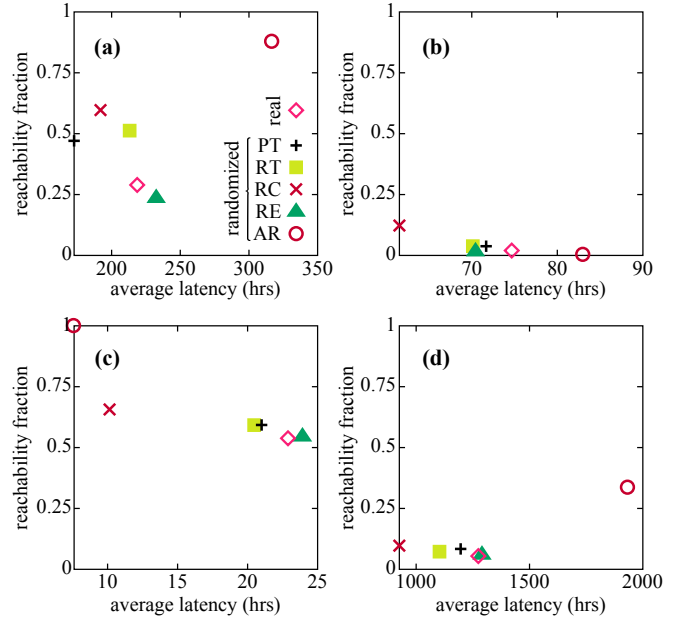 (a)
reachability fraction
1
0.75
0.5
0.25
0
200
250
300
350
average latency (hrs)
real
randomized
PT
RT
RC
RE
AR
(b)
reachability fraction
1
0.75
0.5
0.25
0
70
80
90
average latency (hrs)
(c)
reachability fraction
1
0.75
0.5
0.25
0
10
15
20
25
average latency (hrs)
(d)
reachability fraction
1
0.75
0.5
0.25
0
1000
1500
2000
average latency (hrs)